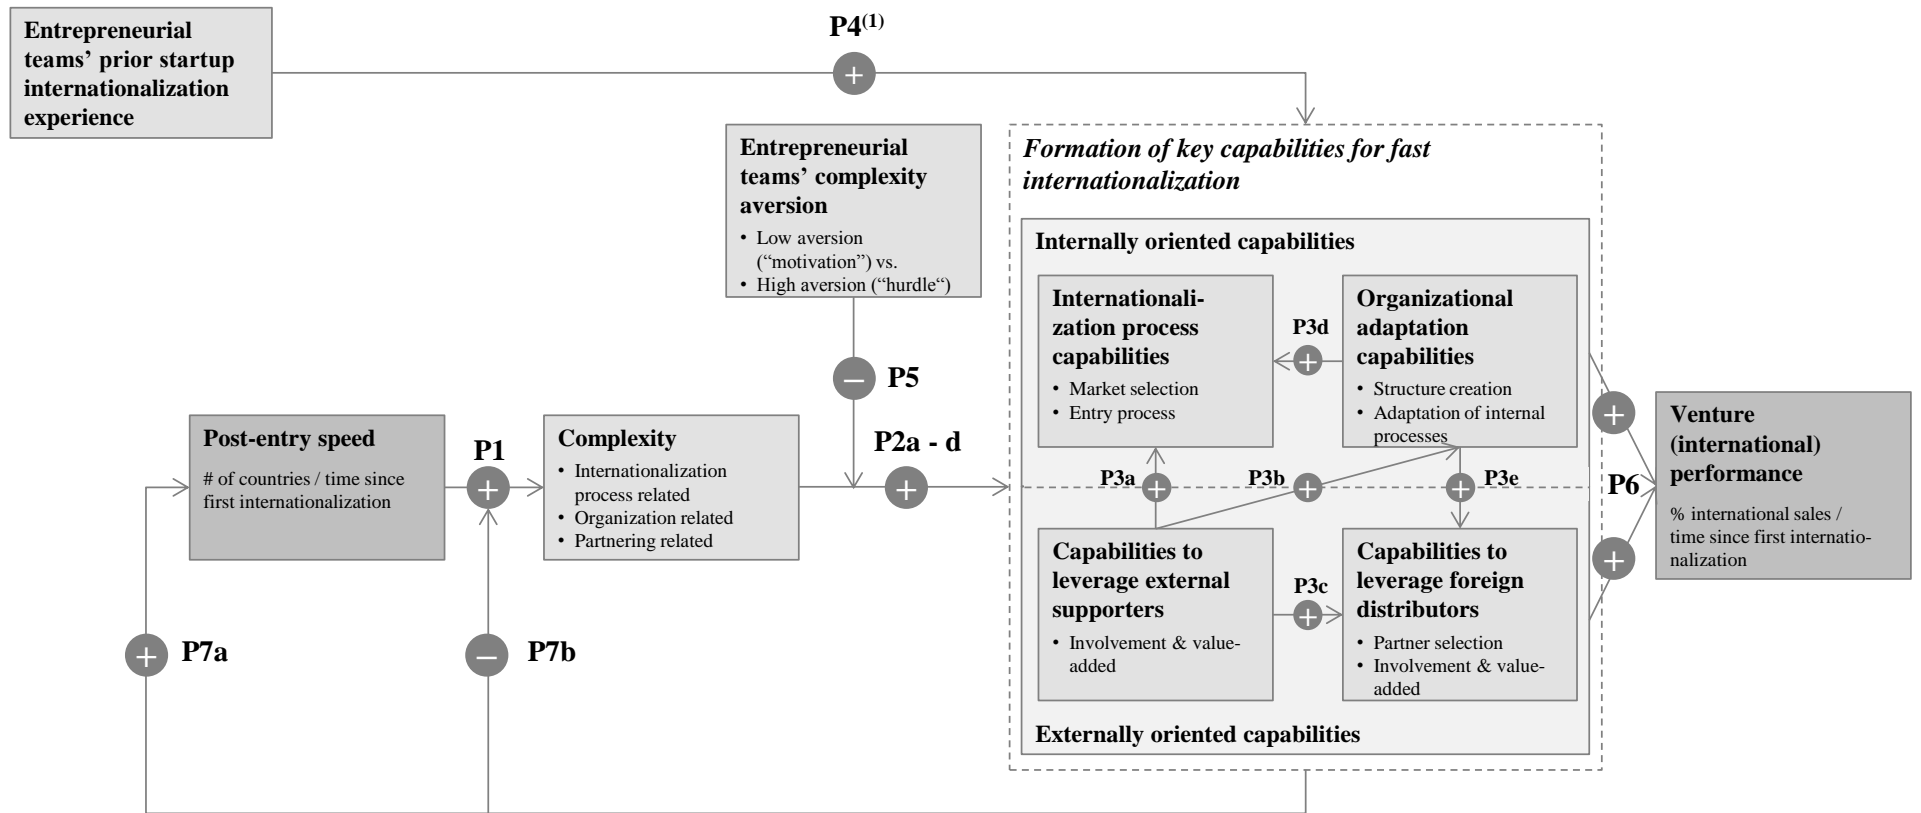 Entrepreneurial
teams’ prior startup
internationalization
experience
P4(1)
+
Entrepreneurial
teams’ complexity
aversion
• Low aversion
(“motivation”) vs.
• High aversion (“hurdle“)
–
P5
Post-entry speed
# of countries / time since
first internationalization
P1
+
Complexity
• Internationalization
process related
• Organization related
• Partnering related
P2a - d
+
Formation of key capabilities for fast
internationalization
Internally oriented capabilities
Internationali-
zation process
capabilities
• Market selection
• Entry process
P3d
+
Organizational
adaptation
capabilities
• Structure creation
• Adaptation of internal
processes
P3a
+
P3b
+
+
P3e
Capabilities to
leverage external
supporters
• Involvement & value-
added
P3c
+
Capabilities to
leverage foreign
distributors
• Partner selection
• Involvement & value-
added
Externally oriented capabilities
+
P6
+
Venture
(international)
performance
% international sales /
time since first internatio-
nalization
+
P7a
–
P7b